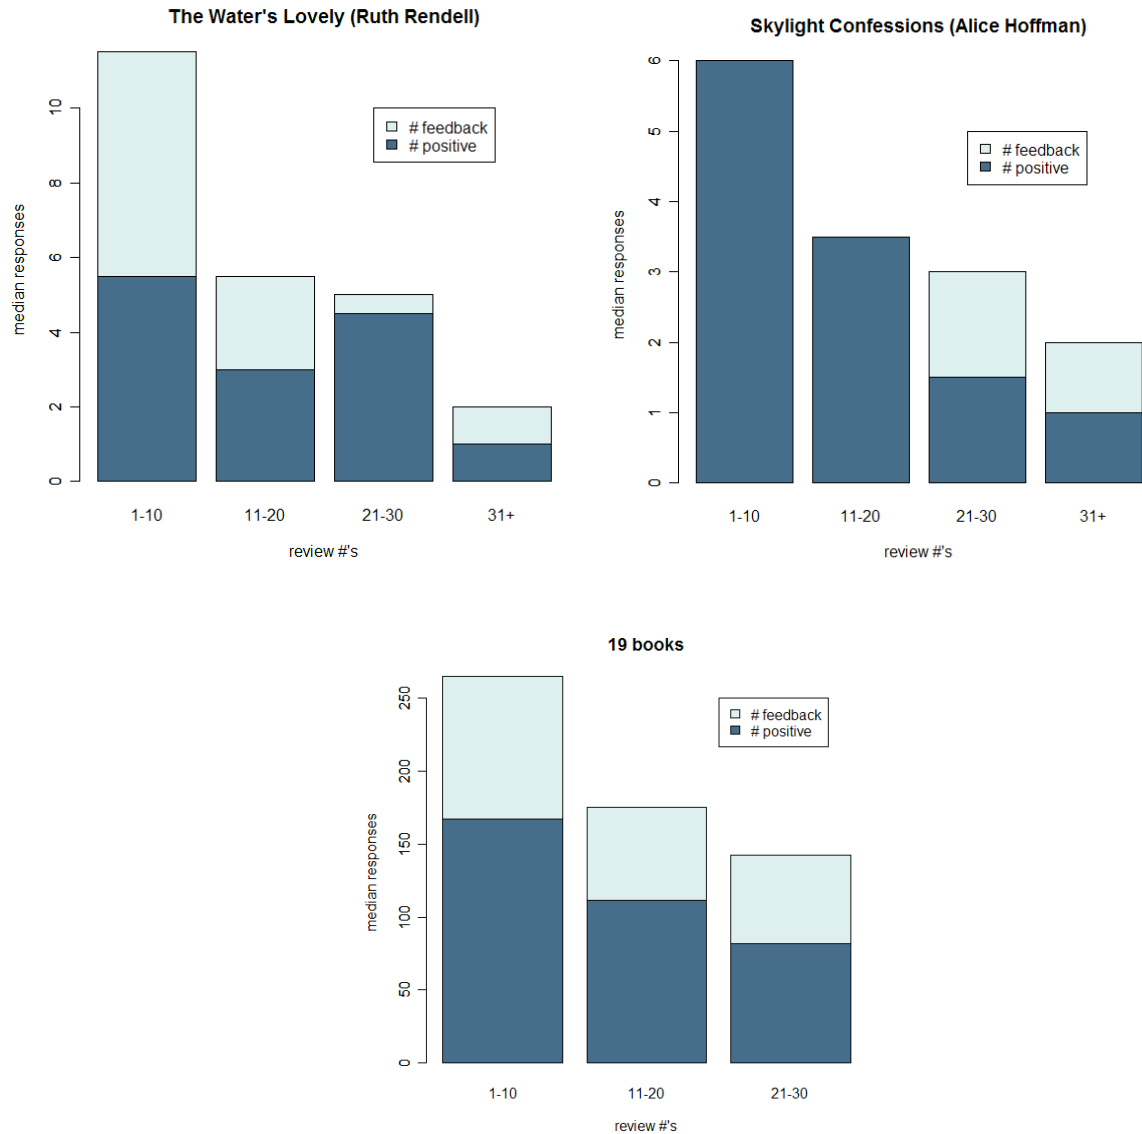 The Water's Lovely (Ruth Rendell)
median responses
10
8
6
4
2
0
# feedback
# positive
1-10 11-20 21-30 31+
review #'s
Skylight Confessions (Alice Hoffman)
median responses
6
5
4
3
2
1
0
# feedback
# positive
1-10 11-20 21-30 31+
review #'s
19 books
median responses
250
200
150
100
50
0
# feedback
# positive
1-10 11-20 21-30
review #'s